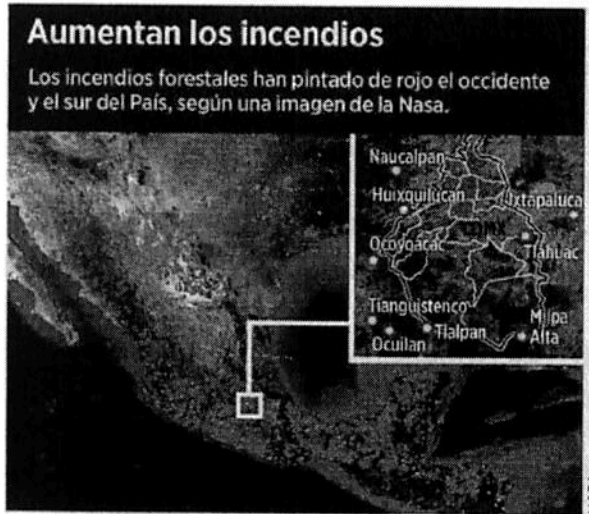 Aumentan los incendios
Los incendios forestales han pintado de rojo el occidente
y el sur del País, según una imagen de la Nasa.
Naucalpan
Huixquilucan
Ixtapaluca
CDMX
Ocoyoacac
Tláhuac
Tianguistenco
Milpa
Tlalpan
Alta
Ocuilan